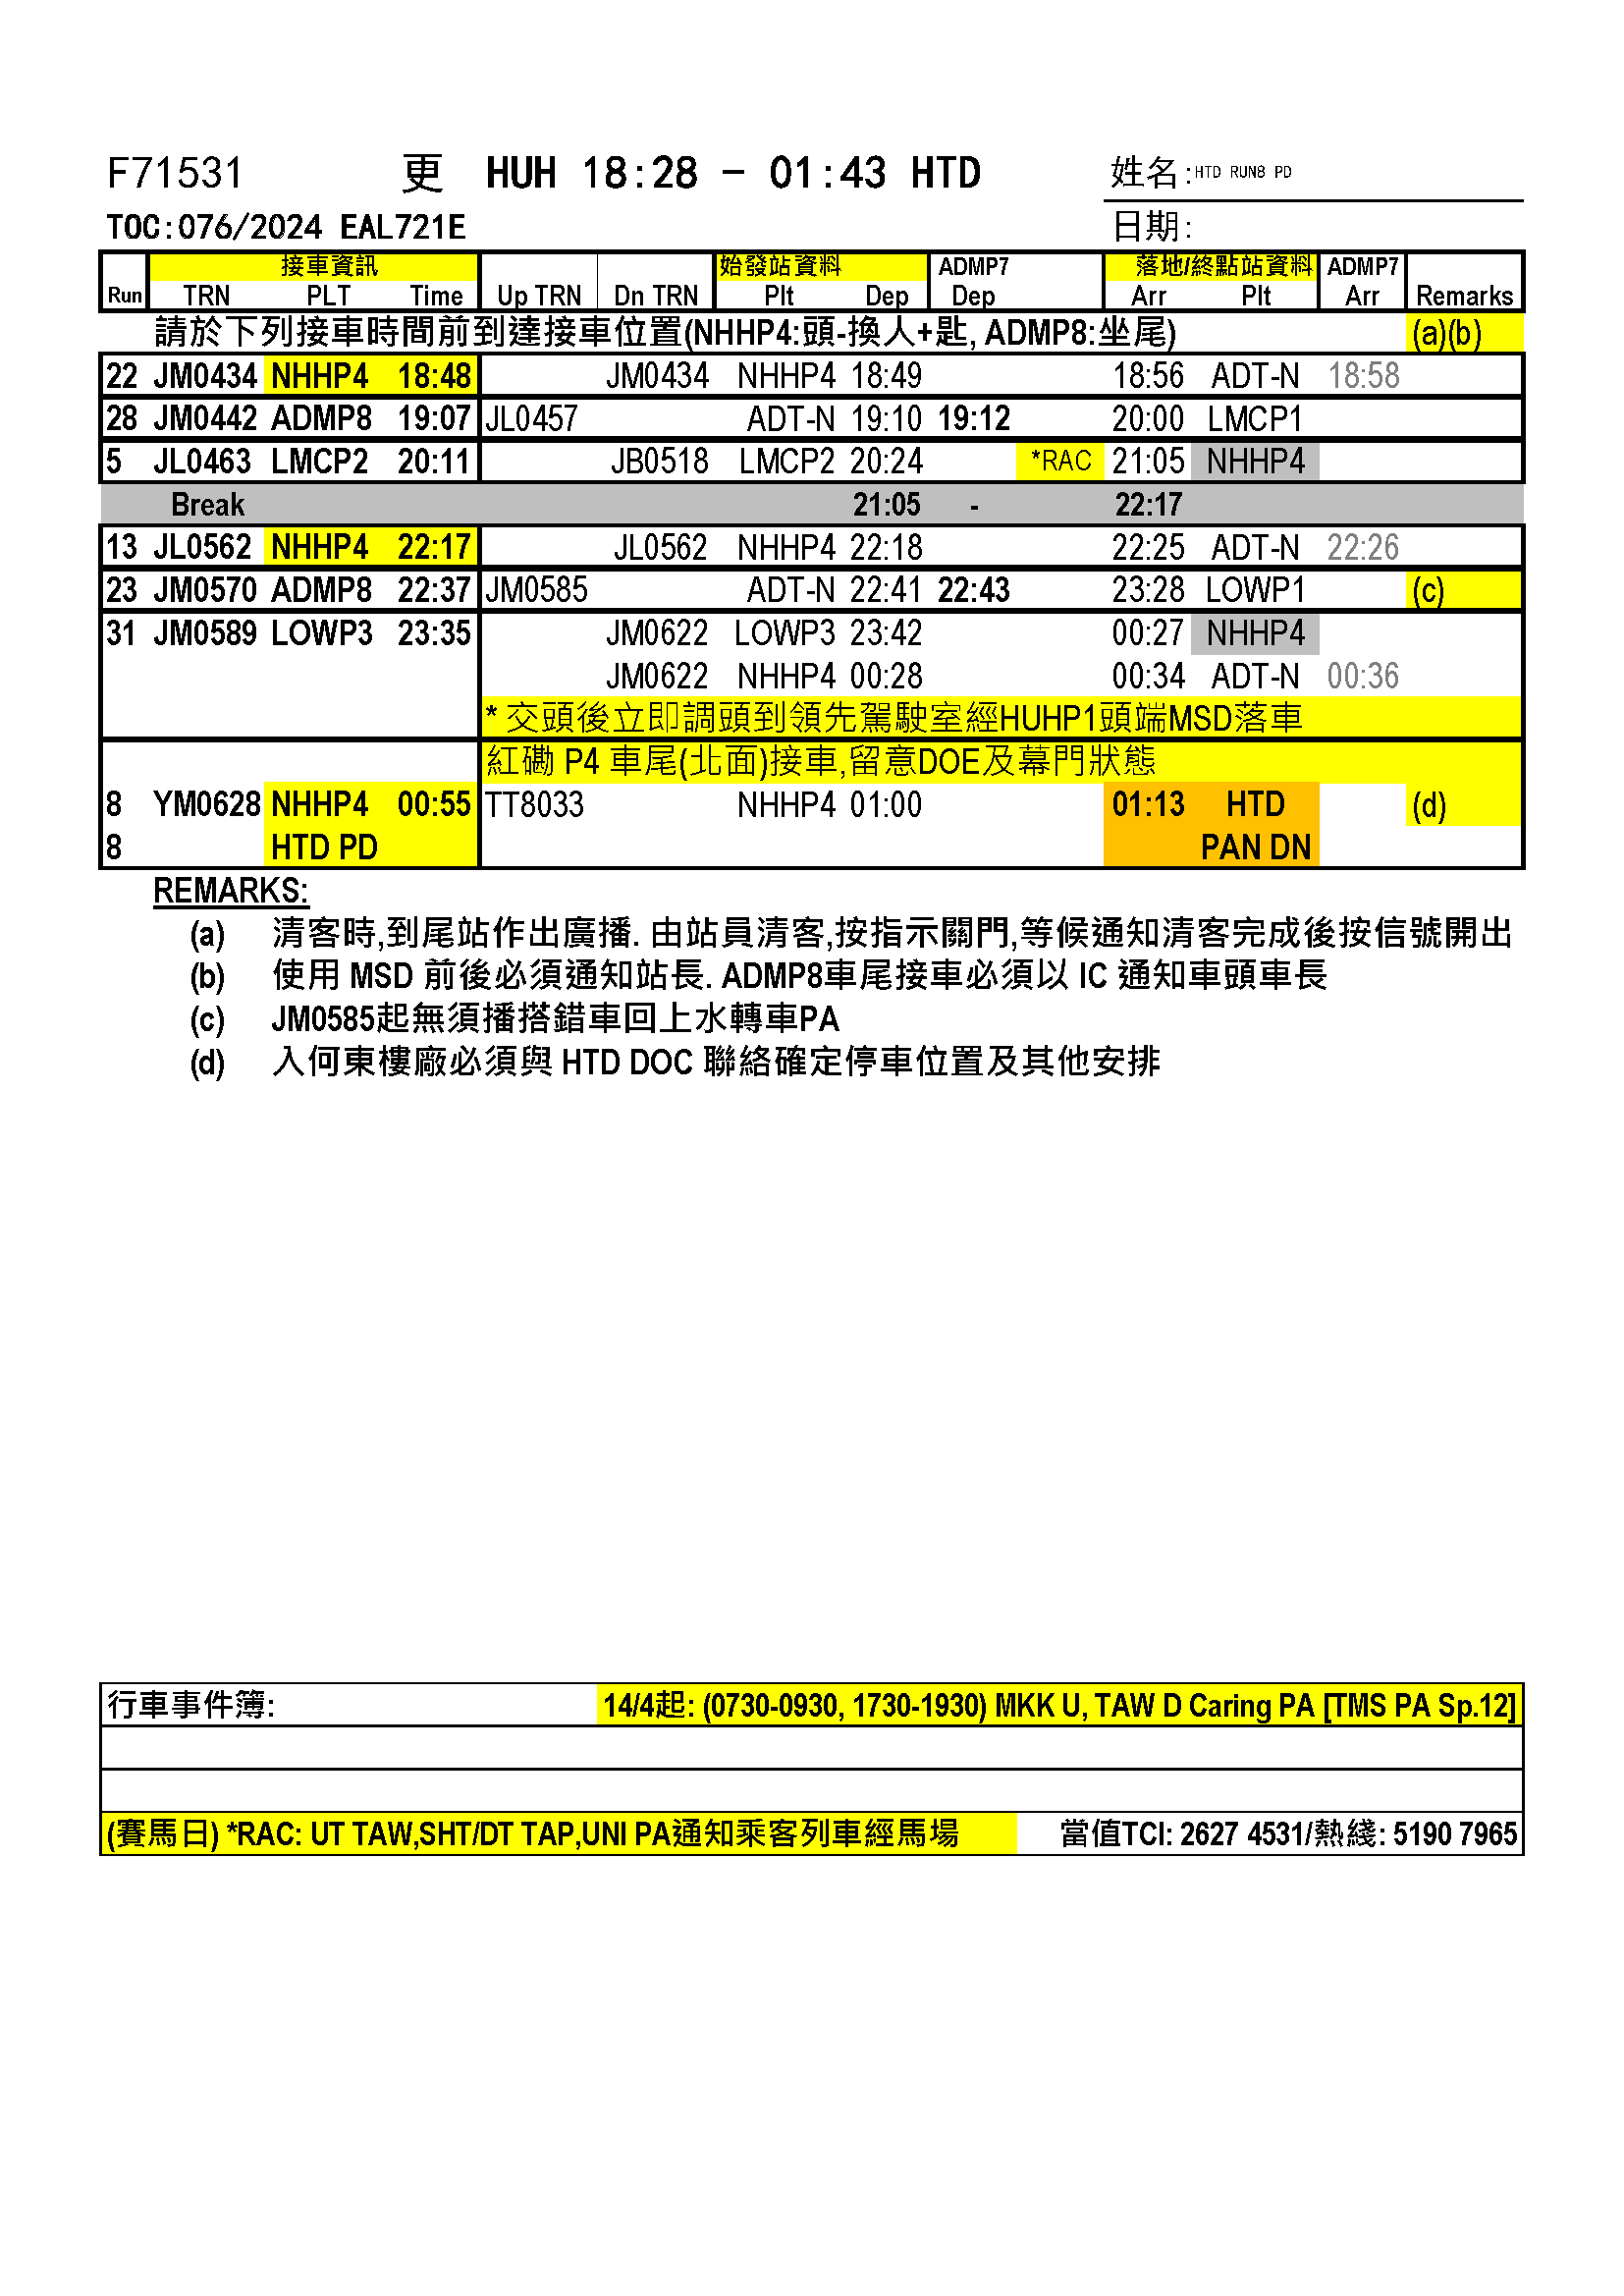 F71531 更 HUH 18:28 - 01:43 HTD 姓名:HTD RUN8 PD
TOC:076/2024 EAL721E 日期:
接車資訊 始發站資料 ADMP7 落地/終點站資料 ADMP7
Run TRN PLT Time Up TRN Dn TRN Plt Dep Dep Arr Plt Arr Remarks
請於下列接車時間前到達接車位置(NHHP4:頭-換人+匙, ADMP8:坐尾) (a)(b)
22 JM0434 NHHP4 18:48 JM0434 NHHP4 18:49 18:56 ADT-N 18:58
28 JM0442 ADMP8 19:07 JL0457 ADT-N 19:10 19:12 20:00 LMCP1
5 JL0463 LMCP2 20:11 JB0518 LMCP2 20:24 *RAC 21:05 NHHP4
Break 21:05 - 22:17
13 JL0562 NHHP4 22:17 JL0562 NHHP4 22:18 22:25 ADT-N 22:26
23 JM0570 ADMP8 22:37 JM0585 ADT-N 22:41 22:43 23:28 LOWP1 (c)
31 JM0589 LOWP3 23:35 JM0622 LOWP3 23:42 00:27 NHHP4
JM0622 NHHP4 00:28 00:34 ADT-N 00:36
* 交頭後立即調頭到領先駕駛室經HUHP1頭端MSD落車
紅磡 P4 車尾(北面)接車,留意DOE及幕門狀態
8 YM0628 NHHP4 00:55 TT8033 NHHP4 01:00 01:13 HTD (d)
8 HTD PD PAN DN
REMARKS:
(a) 清客時,到尾站作出廣播. 由站員清客,按指示關門,等候通知清客完成後按信號開出
(b) 使用 MSD 前後必須通知站長. ADMP8車尾接車必須以 IC 通知車頭車長
(c) JM0585起無須播搭錯車回上水轉車PA
(d) 入何東樓廠必須與 HTD DOC 聯絡確定停車位置及其他安排
行車事件簿: 14/4起: (0730-0930, 1730-1930) MKK U, TAW D Caring PA [TMS PA Sp.12]
(賽馬日) *RAC: UT TAW,SHT/DT TAP,UNI PA通知乘客列車經馬場 當值TCI: 2627 4531/熱綫: 5190 7965